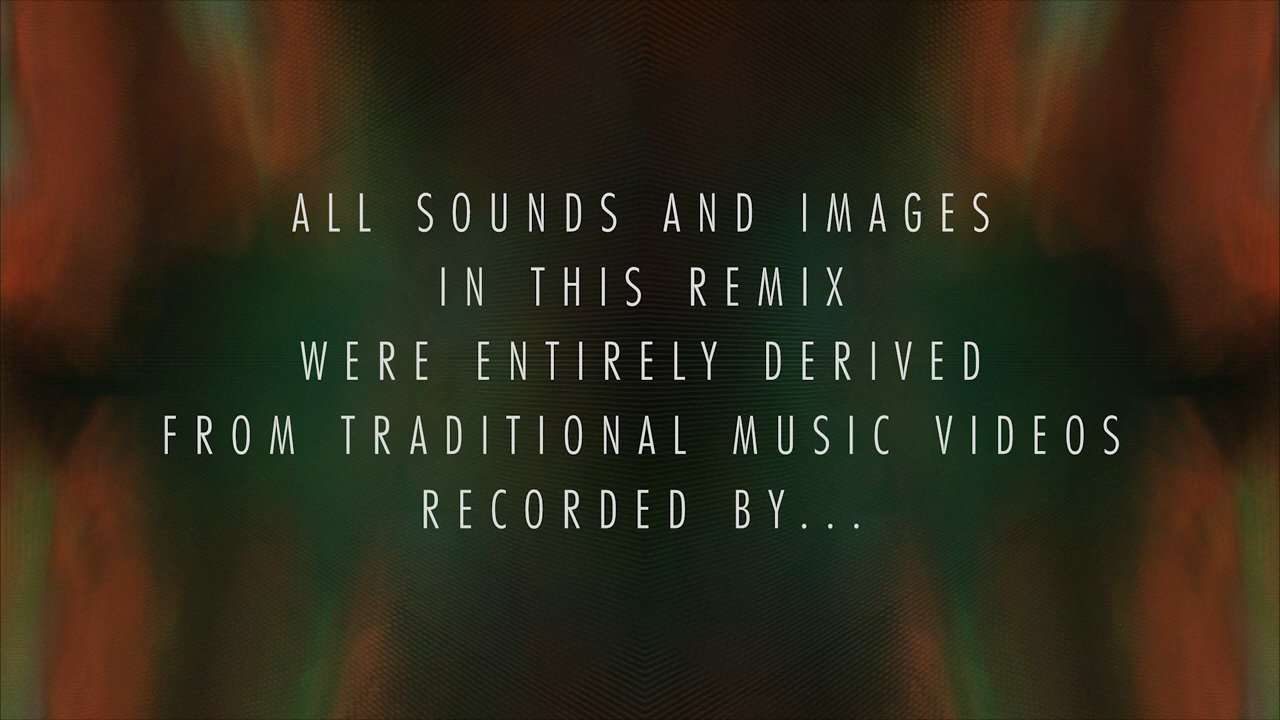 ALL SOUNDS AND IMAGES
IN THIS REMIX
WERE ENTIRELY DERIVED
FROM TRADITIONAL MUSIC VIDEOS
RECORDED BY...